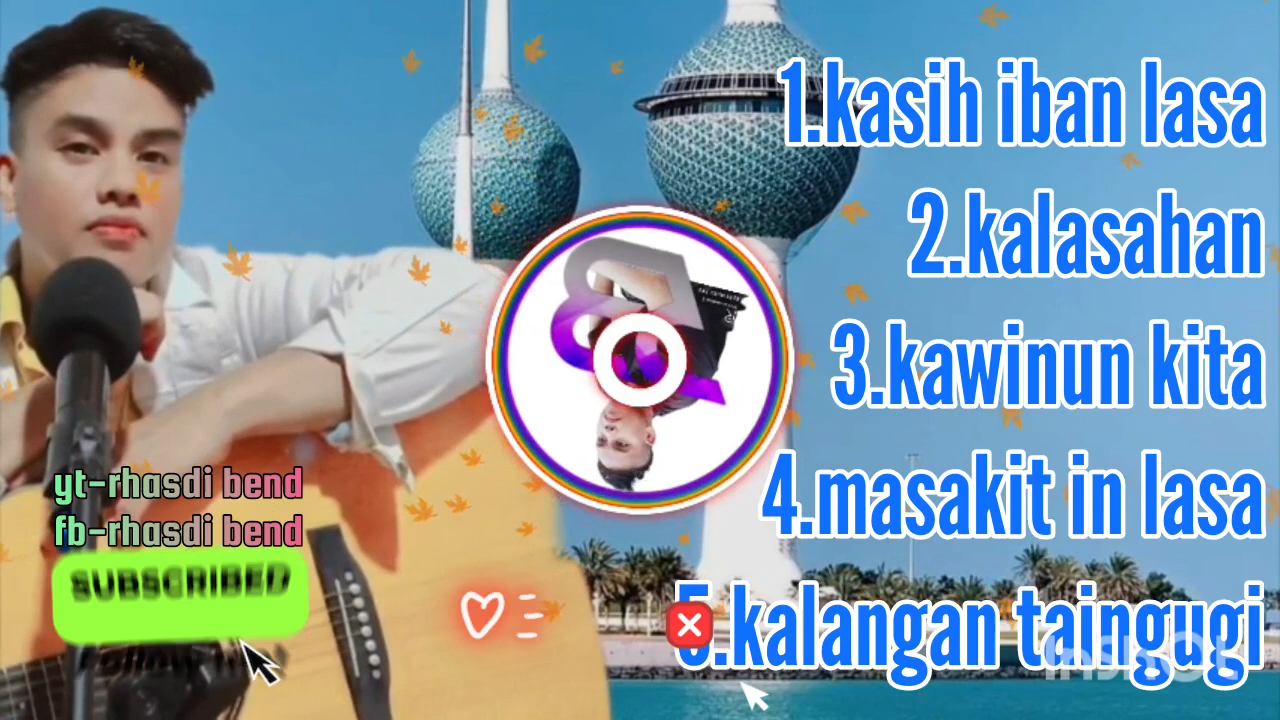 1.kasih iban lasa
2.kalasahan
3.kawinun kita
4.masakit in lasa
5.kalangan taingugi
yt-rhasdi bend
fb-rhasdi bend
SUBSCRIBED
InShOt